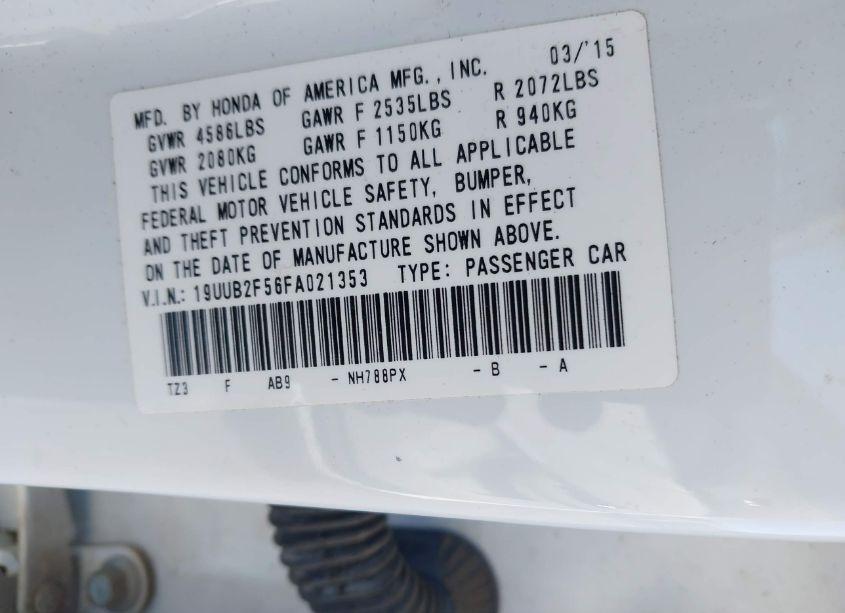 MFD. BY HONDA OF AMERICA MFG., INC. 03/'15
GVWR 4586LBS GAWR F 2535LBS R 2072LBS
GVWR 2080KG GAWR F 1150KG R 940KG
THIS VEHICLE CONFORMS TO ALL APPLICABLE
FEDERAL MOTOR VEHICLE SAFETY, BUMPER,
AND THEFT PREVENTION STANDARDS IN EFFECT
ON THE DATE OF MANUFACTURE SHOWN ABOVE.
V.I.N.: 19UUB2F56FA021353 TYPE: PASSENGER CAR
TZ3 F AB9 - NH788PX - B - A